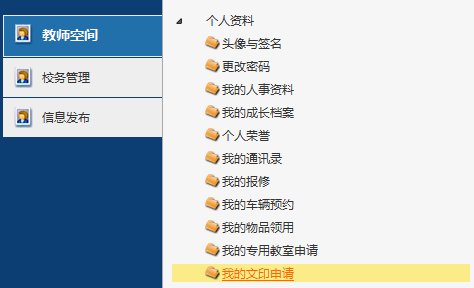 教师空间
校务管理
信息发布
个人资料
头像与签名
更改密码
我的人事资料
我的成长档案
个人荣誉
我的通讯录
我的报修
我的车辆预约
我的物品领用
我的专用教室申请
我的文印申请